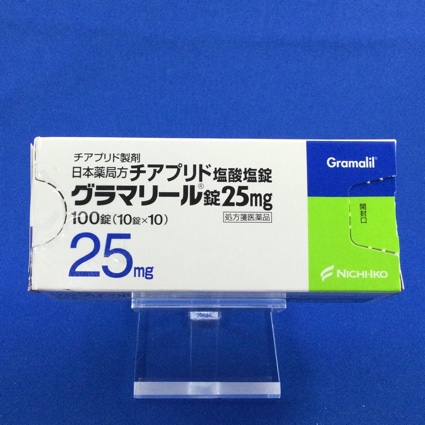 チアプリド製剤
日本薬局方チアプリド塩酸塩錠
グラマリール®錠25mg
100錠(10錠×10) 処方箋医薬品
25mg
Gramalil®
開封口
NICHI-IKO